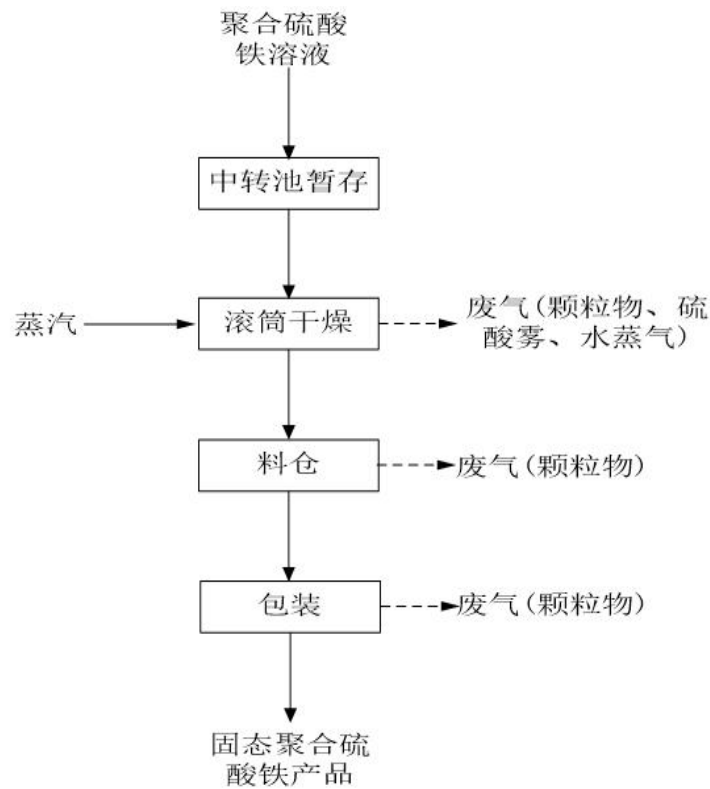 聚合硫酸
铁溶液
中转池暂存
蒸汽
滚筒干燥
废气(颗粒物、硫
酸雾、水蒸气)
料仓
废气(颗粒物)
包装
废气(颗粒物)
固态聚合硫
酸铁产品